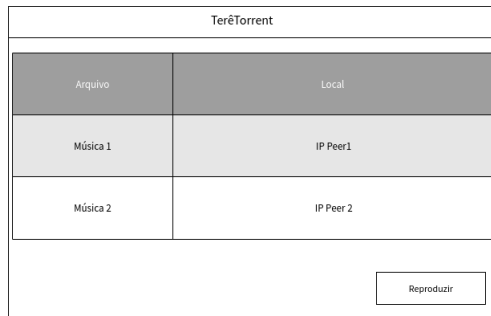 TerêTorrent
Arquivo Local
Música 1 IP Peer1
Música 2 IP Peer 2
Reproduzir